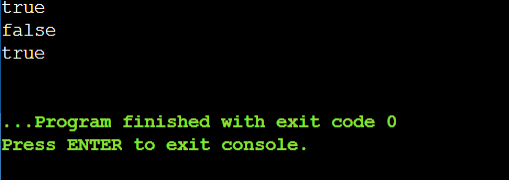 true
false
true
...Program finished with exit code 0
Press ENTER to exit console.